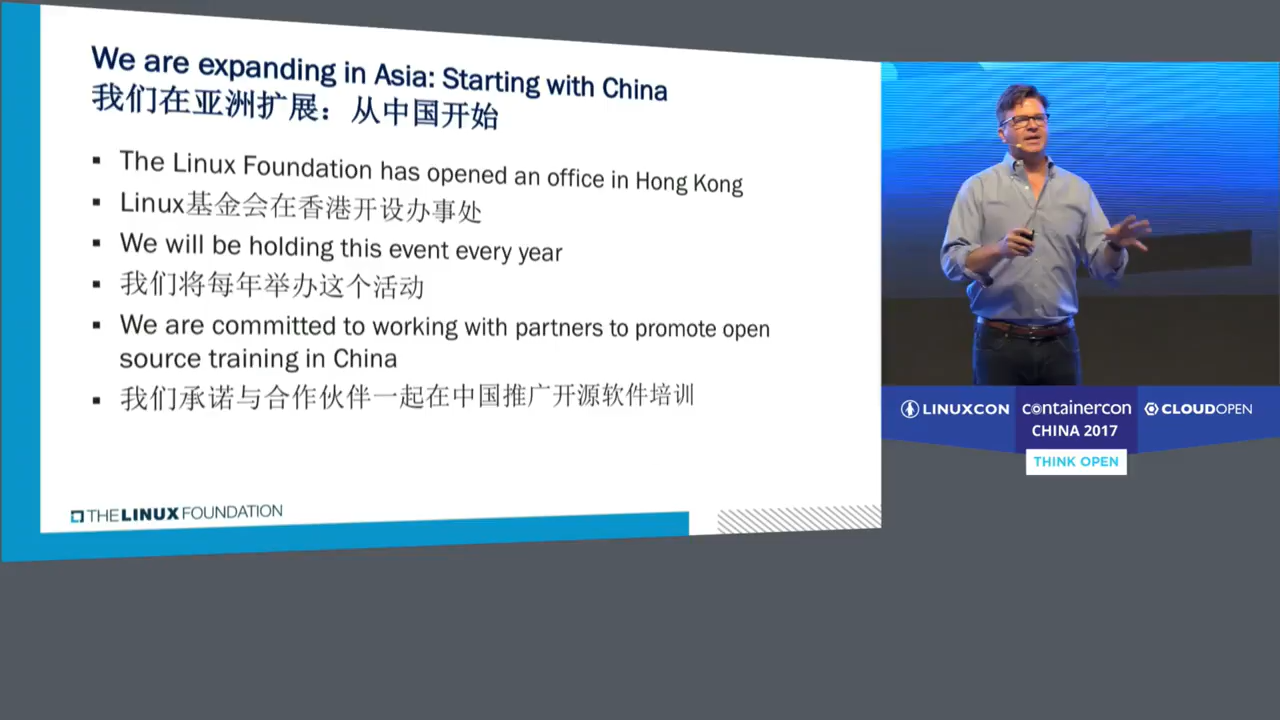 We are expanding in Asia: Starting with China
我们在亚洲扩展：从中国开始
▪ The Linux Foundation has opened an office in Hong Kong
▪ Linux基金会在香港开设办事处
▪ We will be holding this event every year
▪ 我们将每年举办这个活动
▪ We are committed to working with partners to promote open
source training in China
▪ 我们承诺与合作伙伴一起在中国推广开源软件培训
THE LINUX FOUNDATION
LINUXCON
containercon
CLOUDOPEN
CHINA 2017
THINK OPEN